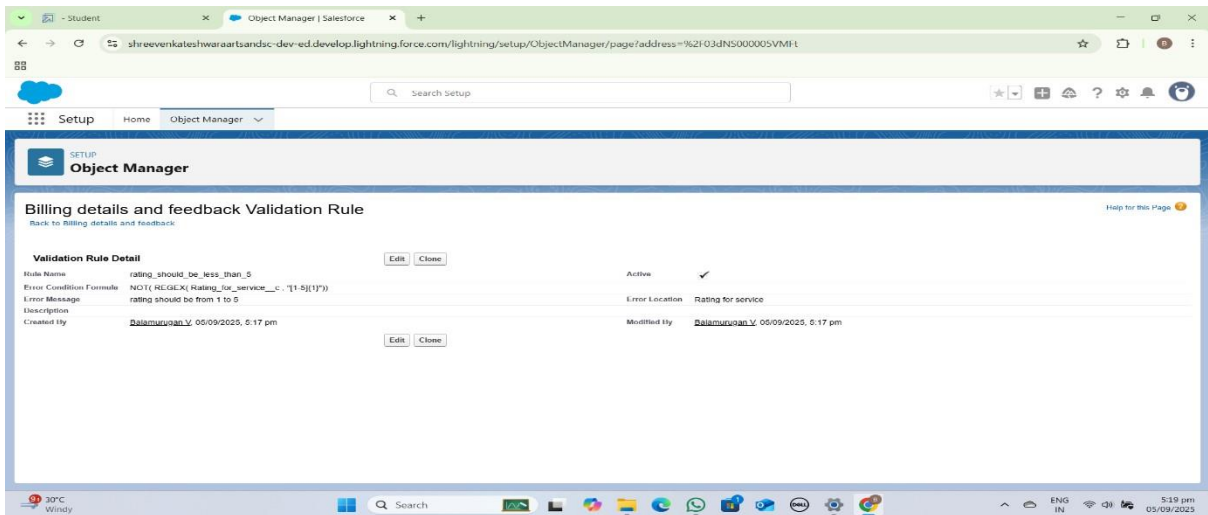 - Student
Object Manager | Salesforce
shreevenkateshwaraartsandsc-dev-ed.develop.lightning.force.com/lightning/setup/ObjectManager/page?address=%2F03dNS000005VMFt
B
Search Setup
Setup Home Object Manager
SETUP
Object Manager
Billing details and feedback Validation Rule
Help for this Page
Back to Billing details and feedback
Validation Rule Detail
Edit Clone
Rule Name rating_should_be_less_than_5 Active
Error Condition Formula NOT( REGEX( Rating_for_service__c , "[1-5]{1}"))
Error Message rating should be from 1 to 5 Error Location Rating for service
Description
Created By Balamurugan V, 05/09/2025, 5:17 pm Modified By Balamurugan V, 05/09/2025, 5:17 pm
Edit Clone
30°C
Windy
Search
DELL
ENG
IN
5:19 pm
05/09/2025